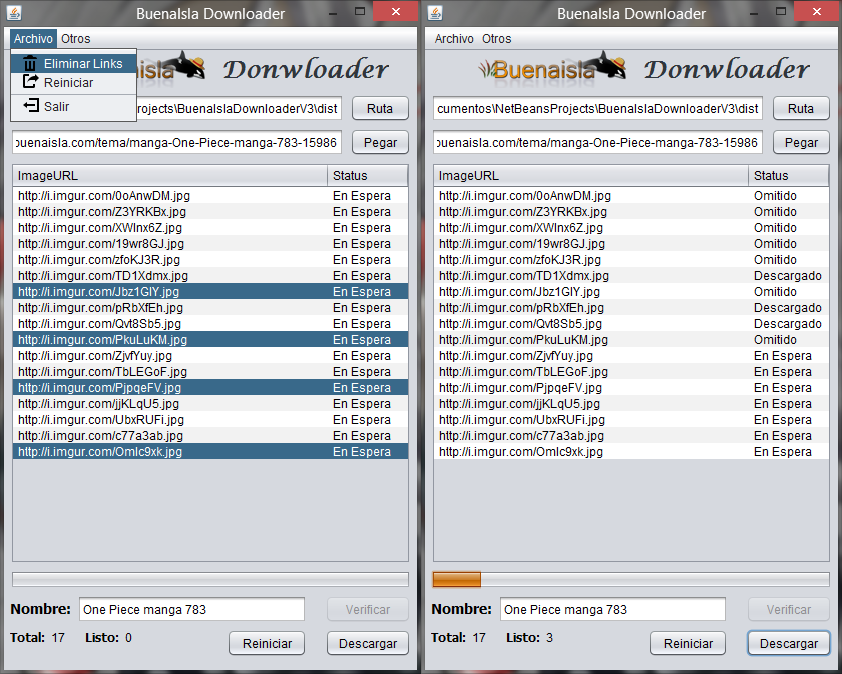 BuenaIsla Downloader
Archivo Otros
Eliminar Links
Reiniciar
Salir
isla Donwloader
rojects\BuenaIslaDownloaderV3\dist Ruta
ouenaisla.com/tema/manga-One-Piece-manga-783-15986 Pegar
ImageURL Status
http://i.imgur.com/0oAnwDM.jpg En Espera
http://i.imgur.com/Z3YRKBx.jpg En Espera
http://i.imgur.com/XWInx6Z.jpg En Espera
http://i.imgur.com/19wr8GJ.jpg En Espera
http://i.imgur.com/zfoKJ3R.jpg En Espera
http://i.imgur.com/TD1Xdmx.jpg En Espera
http://i.imgur.com/Jbz1GIY.jpg En Espera
http://i.imgur.com/pRbXfEh.jpg En Espera
http://i.imgur.com/Qvt8Sb5.jpg En Espera
http://i.imgur.com/PkuLuKM.jpg En Espera
http://i.imgur.com/ZjvfYuy.jpg En Espera
http://i.imgur.com/TbLEGoF.jpg En Espera
http://i.imgur.com/PjpqeFV.jpg En Espera
http://i.imgur.com/jjKLqU5.jpg En Espera
http://i.imgur.com/UbxRUFi.jpg En Espera
http://i.imgur.com/c77a3ab.jpg En Espera
http://i.imgur.com/OmIc9xk.jpg En Espera
Nombre: One Piece manga 783 Verificar
Total: 17 Listo: 0 Reiniciar Descargar
BuenaIsla Downloader
Archivo Otros
Buenaisla Donwloader
cumentos\NetBeansProjects\BuenaIslaDownloaderV3\dist Ruta
ouenaisla.com/tema/manga-One-Piece-manga-783-15986 Pegar
ImageURL Status
http://i.imgur.com/0oAnwDM.jpg Omitido
http://i.imgur.com/Z3YRKBx.jpg Omitido
http://i.imgur.com/XWInx6Z.jpg Omitido
http://i.imgur.com/19wr8GJ.jpg Omitido
http://i.imgur.com/zfoKJ3R.jpg Omitido
http://i.imgur.com/TD1Xdmx.jpg Descargado
http://i.imgur.com/Jbz1GIY.jpg Omitido
http://i.imgur.com/pRbXfEh.jpg Descargado
http://i.imgur.com/Qvt8Sb5.jpg Descargado
http://i.imgur.com/PkuLuKM.jpg Omitido
http://i.imgur.com/ZjvfYuy.jpg En Espera
http://i.imgur.com/TbLEGoF.jpg En Espera
http://i.imgur.com/PjpqeFV.jpg En Espera
http://i.imgur.com/jjKLqU5.jpg En Espera
http://i.imgur.com/UbxRUFi.jpg En Espera
http://i.imgur.com/c77a3ab.jpg En Espera
http://i.imgur.com/OmIc9xk.jpg En Espera
Nombre: One Piece manga 783 Verificar
Total: 17 Listo: 3 Reiniciar Descargar